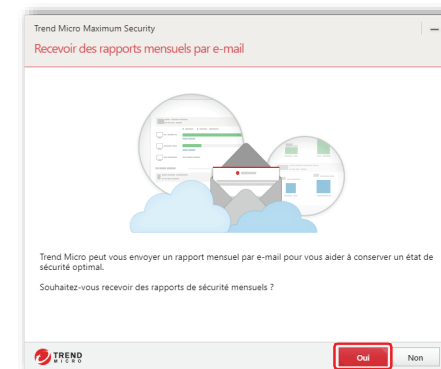 Trend Micro Maximum Security
Recevoir des rapports mensuels par e-mail
Trend Micro peut vous envoyer un rapport mensuel par e-mail pour vous aider à conserver un état de
sécurité optimal.
Souhaitez-vous recevoir des rapports de sécurité mensuels ?
TREND
MICRO
Oui
Non